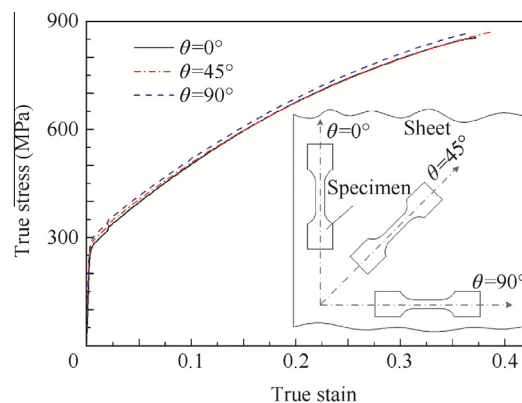 900
600
300
0
True stress (MPa)
θ=0°
θ=45°
θ=90°
Sheet
θ=0°
θ=45°
Specimen
θ=90°
0 0.1 0.2 0.3 0.4
True stain